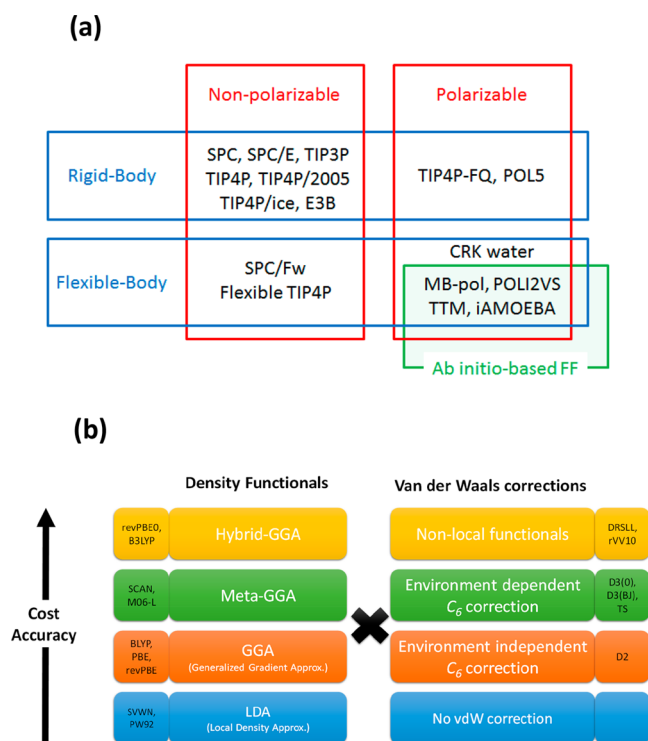 (a)
Non-polarizable
Polarizable
Rigid-Body
SPC, SPC/E, TIP3P
TIP4P, TIP4P/2005
TIP4P/ice, E3B
TIP4P-FQ, POL5
Flexible-Body
SPC/Fw
Flexible TIP4P
CRK water
MB-pol, POLI2VS
TTM, iAMOEBA
Ab initio-based FF
(b)
Density Functionals
Van der Waals corrections
Cost
Accuracy
revPBE0,
B3LYP
Hybrid-GGA
Non-local functionals
DRSLL,
rVV10
SCAN,
M06-L
Meta-GGA
Environment dependent
C₆ correction
D3(0),
D3(BJ),
TS
BLYP,
PBE,
revPBE
GGA
(Generalized Gradient Approx.)
Environment independent
C₆ correction
D2
SVWN,
PW92
LDA
(Local Density Approx.)
No vdW correction